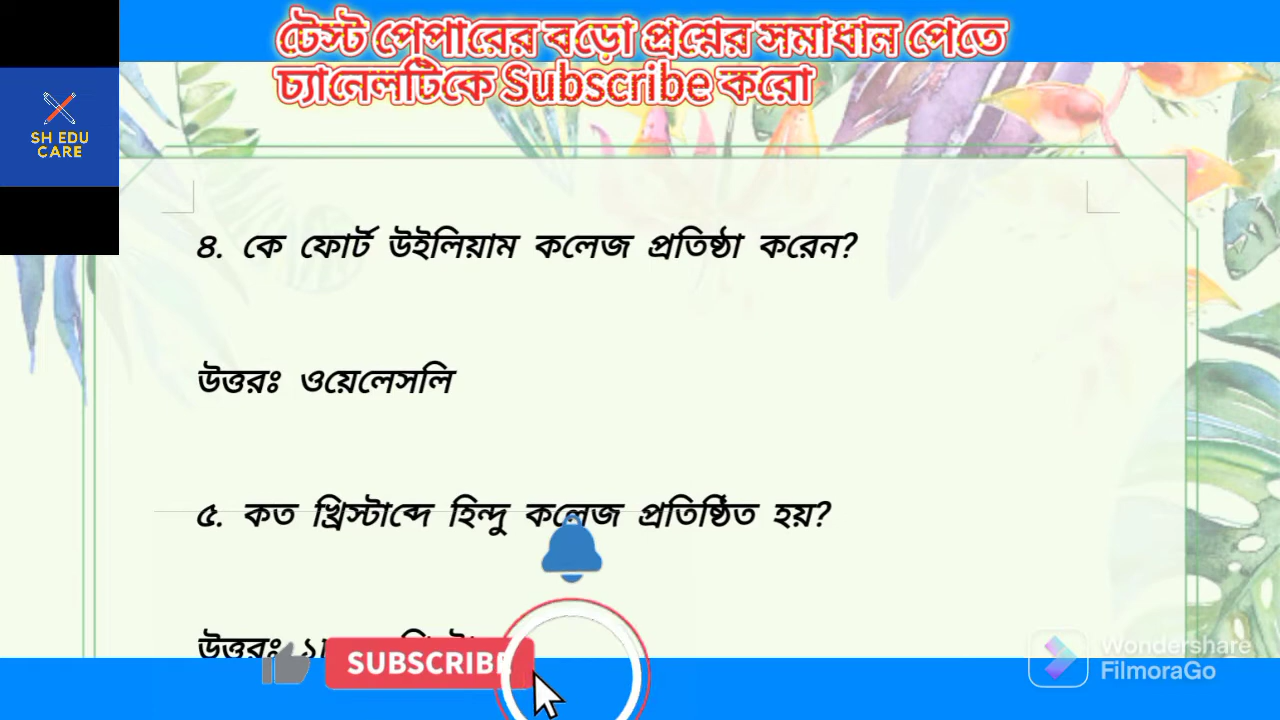 টেস্ট পেপারের বড়ো প্রশ্নের সমাধান পেতে
চ্যানেলটিকে Subscribe করো
SH EDU
CARE
৪. কে ফোর্ট উইলিয়াম কলেজ প্রতিষ্ঠা করেন?
উত্তরঃ ওয়েলেসলি
৫. কত খ্রিস্টাব্দে হিন্দু কলেজ প্রতিষ্ঠিত হয়?
উত্তরঃ
SUBSCRIBE
Wondershare
FilmoraGo